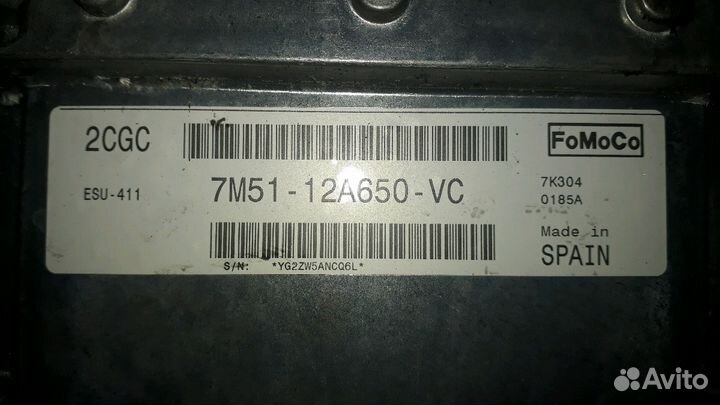 2CGC
FoMoCo
ESU-411
7M51-12A650-VC
7K304
0185A
Made in
SPAIN
S/N: *YG2ZW5ANCQ6L*
Avito